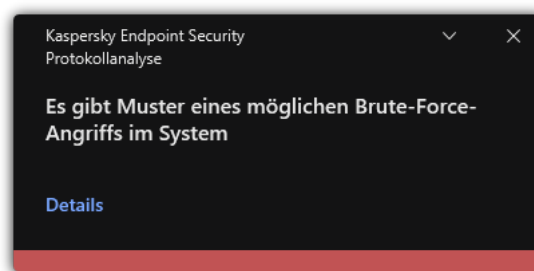 Kaspersky Endpoint Security
Protokollanalyse
Es gibt Muster eines möglichen Brute-Force-
Angriffs im System
Details